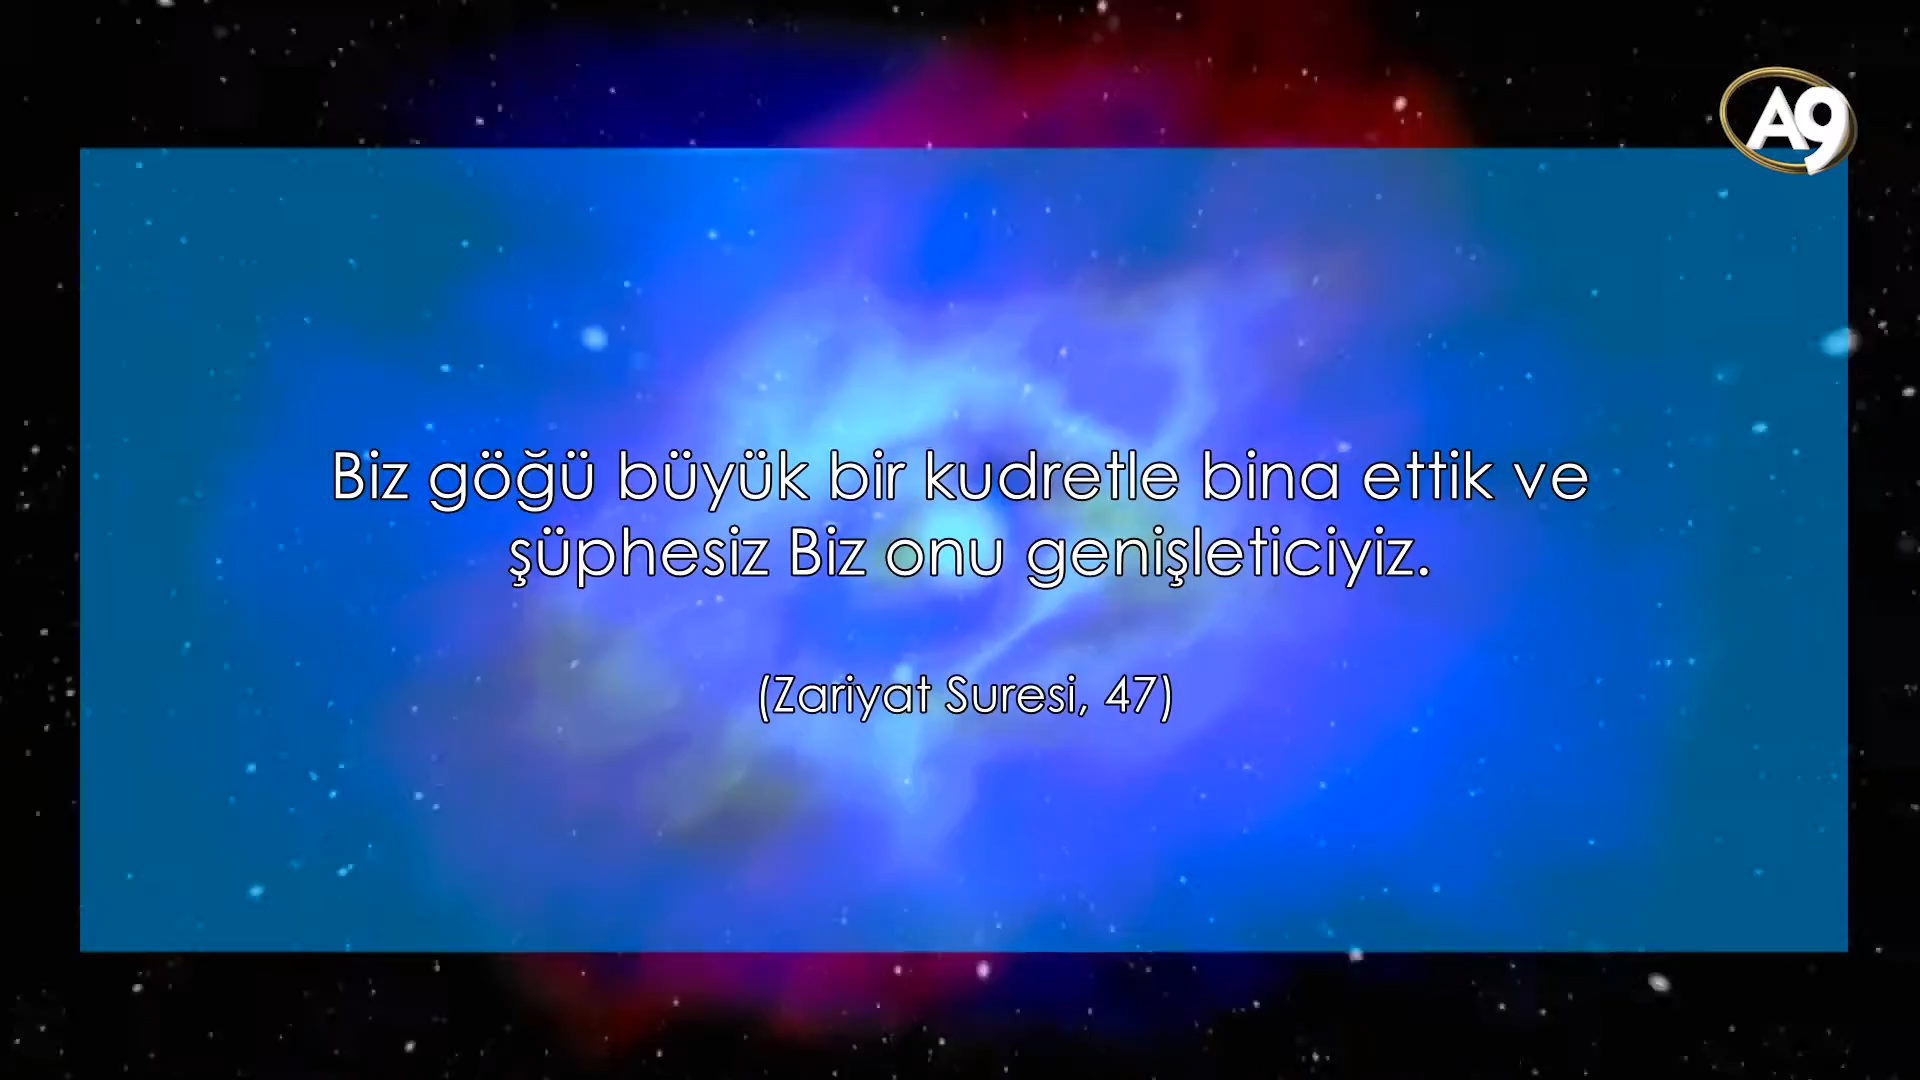 A9
Biz göğü büyük bir kudretle bina ettik ve
şüphesiz Biz onu genişleticiyiz.
(Zariyat Suresi, 47)